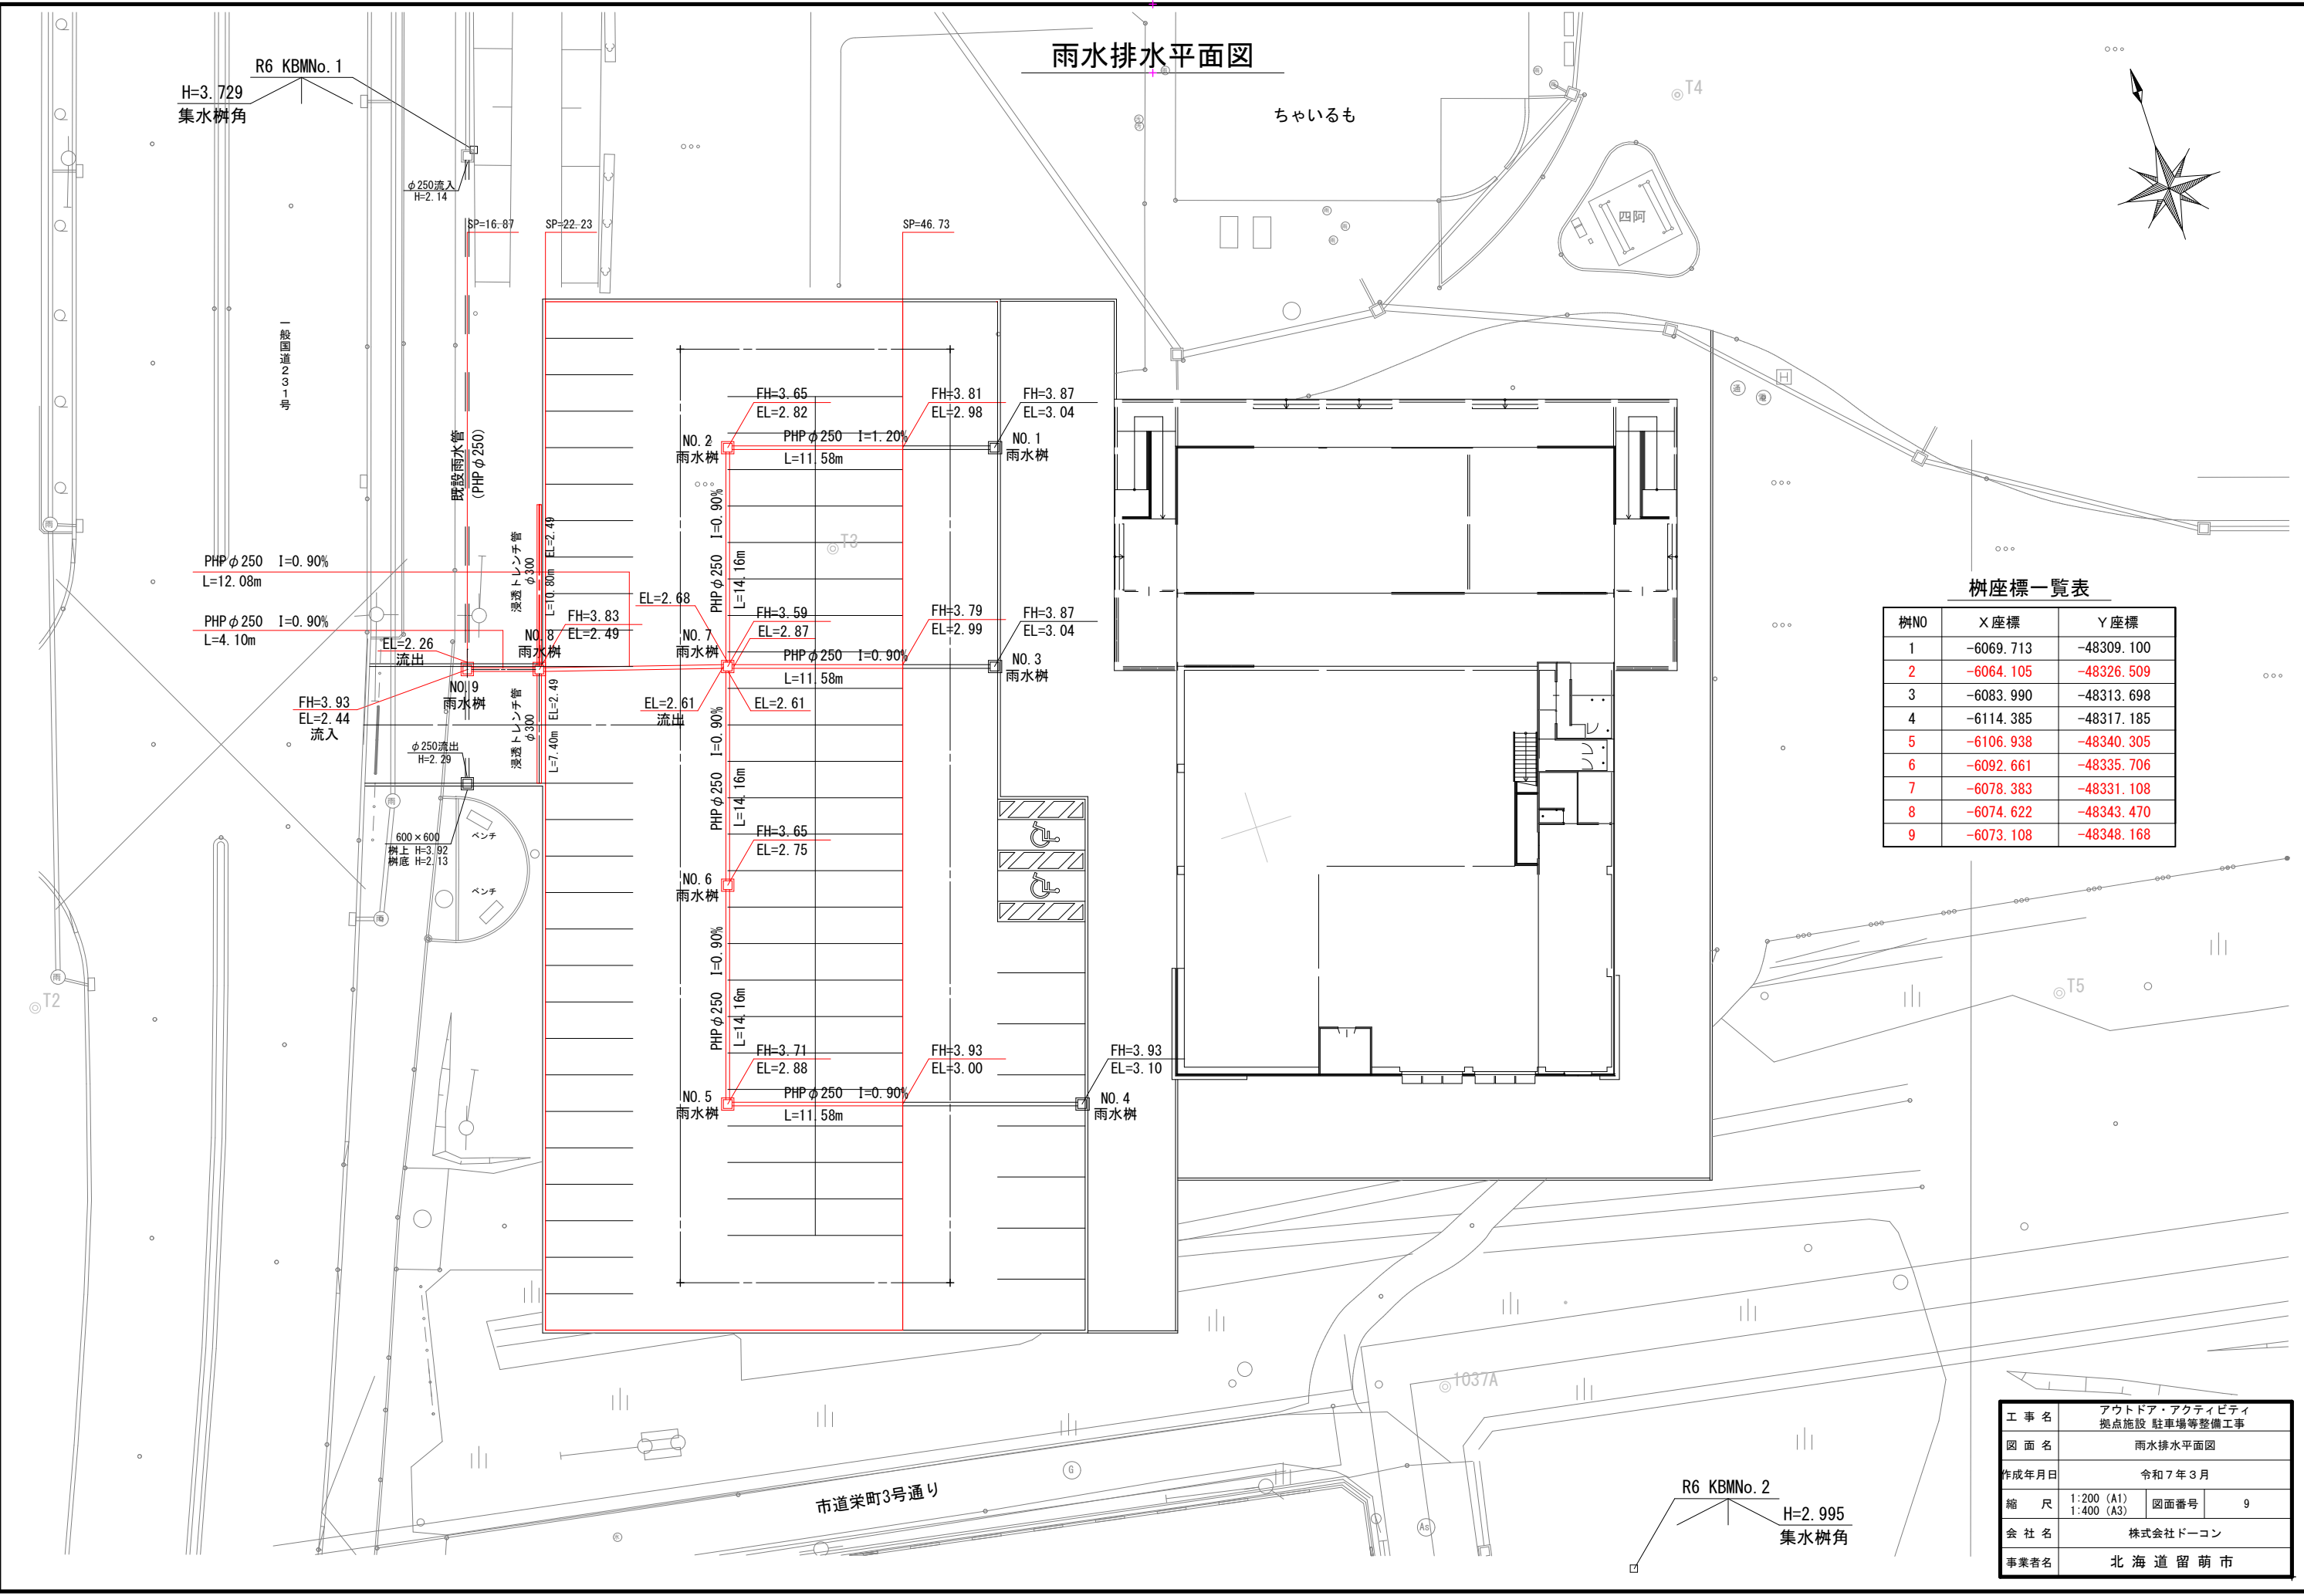 雨水排水平面図
R6 KBMNo.1
H=3.729
集水桝角
φ250流入
H=2.14
SP=16.87
SP=22.23
SP=46.73
ちゃいるも
T4
四阿
一般国道231号
既設雨水管
(PHPφ250)
FH=3.65
EL=2.82
NO.2
雨水桝
PHPφ250 I=1.20%
L=11.58m
FH=3.81
EL=2.98
FH=3.87
EL=3.04
NO.1
雨水桝
PHPφ250 I=0.90%
L=14.16m
T3
浸透トレンチ管
φ300
L=10.80m EL=2.49
PHPφ250 I=0.90%
L=12.08m
PHPφ250 I=0.90%
L=4.10m
EL=2.26
流出
NO.8
雨水桝
FH=3.83
EL=2.49
EL=2.68
NO.7
雨水桝
FH=3.59
EL=2.87
PHPφ250 I=0.90%
L=11.58m
FH=3.79
EL=2.99
FH=3.87
EL=3.04
NO.3
雨水桝
NO.9
雨水桝
FH=3.93
EL=2.44
流入
EL=2.61
流出
EL=2.61
浸透トレンチ管
φ300
L=7.40m EL=2.49
φ250流出
H=2.29
600×600
桝上 H=3.92
桝底 H=2.13
ベンチ
ベンチ
PHPφ250 I=0.90%
L=14.16m
FH=3.65
EL=2.75
NO.6
雨水桝
PHPφ250 I=0.90%
L=14.16m
FH=3.71
EL=2.88
NO.5
雨水桝
PHPφ250 I=0.90%
L=11.58m
FH=3.93
EL=3.00
FH=3.93
EL=3.10
NO.4
雨水桝
T2
T5
1037A
H
G
As
桝座標一覧表
桝NO X座標 Y座標
1 -6069.713 -48309.100
2 -6064.105 -48326.509
3 -6083.990 -48313.698
4 -6114.385 -48317.185
5 -6106.938 -48340.305
6 -6092.661 -48335.706
7 -6078.383 -48331.108
8 -6074.622 -48343.470
9 -6073.108 -48348.168
市道栄町3号通り
R6 KBMNo.2
H=2.995
集水桝角
工事名 アウトドア・アクティビティ
拠点施設 駐車場等整備工事
図面名 雨水排水平面図
作成年月日 令和7年3月
縮尺 1:200 (A1)
1:400 (A3)
図面番号 9
会社名 株式会社ドーコン
事業者名 北海道留萌市